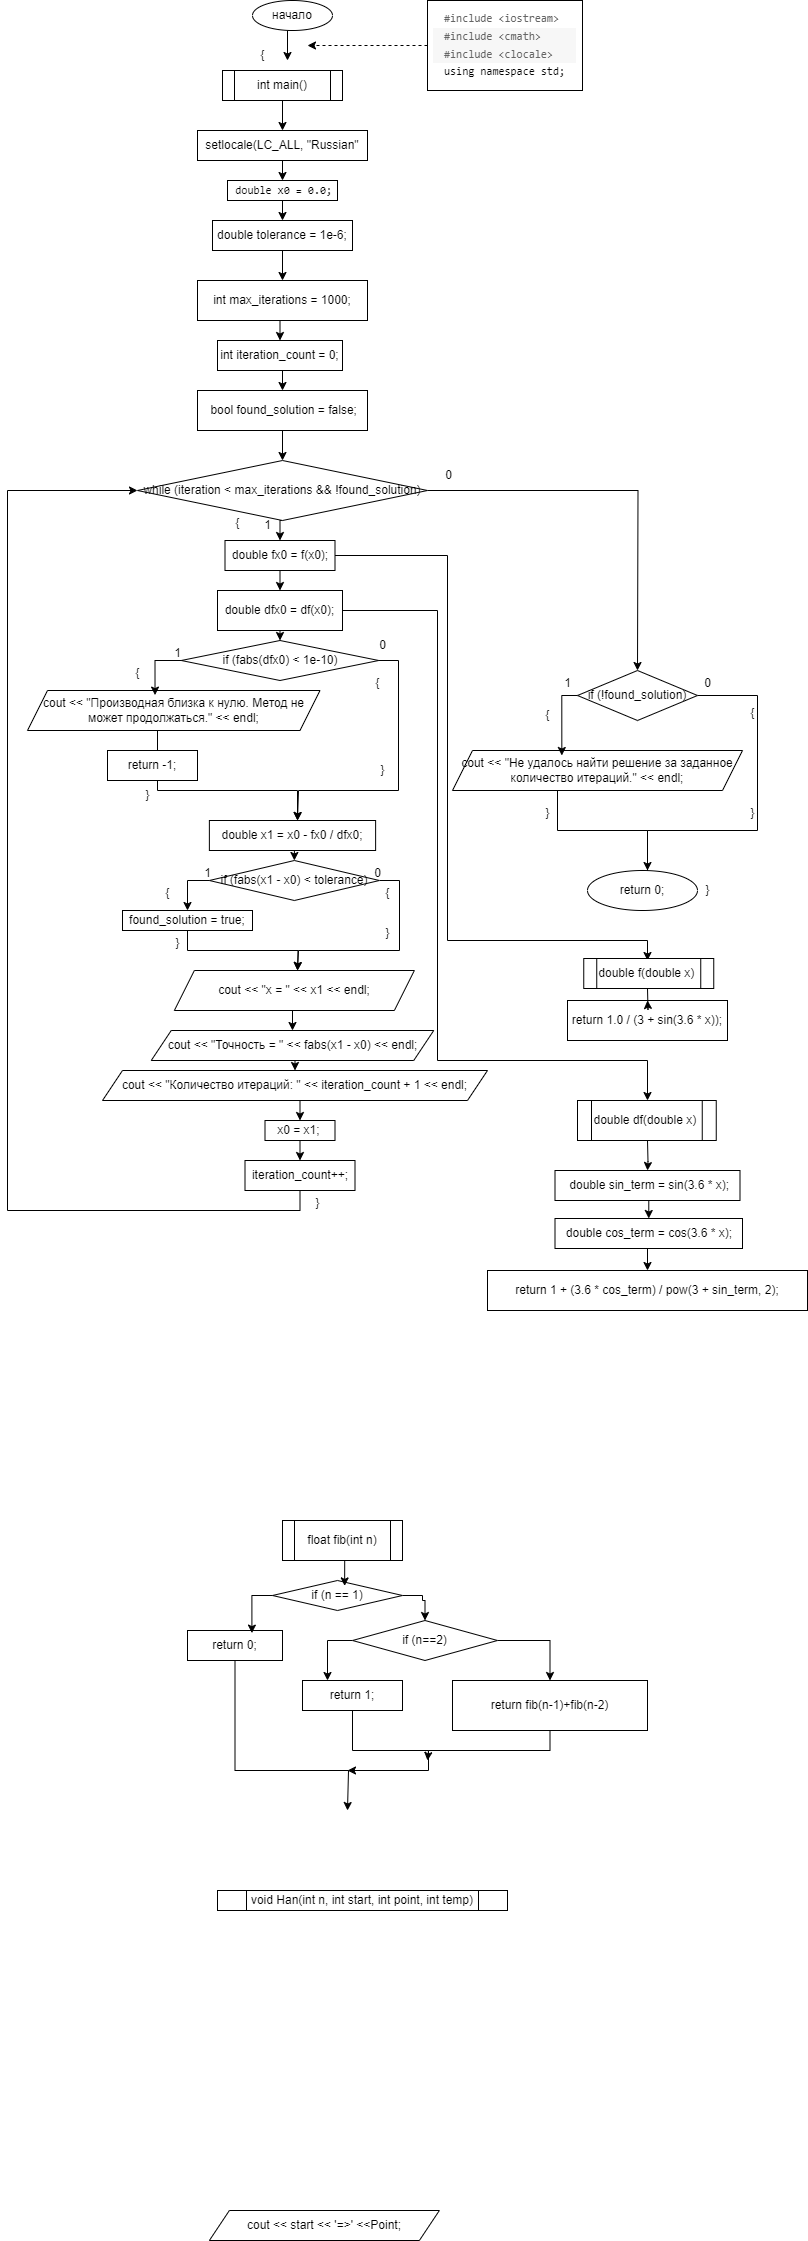 начало
#include <iostream>
#include <cmath>
#include <clocale>
using namespace std;
{
int main()
setlocale(LC_ALL, "Russian"
double x0 = 0.0;
double tolerance = 1e-6;
int max_iterations = 1000;
int iteration_count = 0;
bool found_solution = false;
while (iteration < max_iterations && !found_solution)
0
{
1
double fx0 = f(x0);
double dfx0 = df(x0);
if (fabs(dfx0) < 1e-10)
1
0
{
{
cout << "Производная близка к нулю. Метод не
может продолжаться." << endl;
return -1;
}
}
double x1 = x0 - fx0 / dfx0;
if (fabs(x1 - x0) < tolerance)
1
0
{
{
found_solution = true;
}
}
cout << "x = " << x1 << endl;
cout << "Точность = " << fabs(x1 - x0) << endl;
cout << "Количество итераций: " << iteration_count + 1 << endl;
x0 = x1;
iteration_count++;
}
if (!found_solution)
1
0
{
{
cout << "Не удалось найти решение за заданное
количество итераций." << endl;
}
}
return 0;
}
double f(double x)
return 1.0 / (3 + sin(3.6 * x));
double df(double x)
double sin_term = sin(3.6 * x);
double cos_term = cos(3.6 * x);
return 1 + (3.6 * cos_term) / pow(3 + sin_term, 2);
float fib(int n)
if (n == 1)
return 0;
if (n==2)
return 1;
return fib(n-1)+fib(n-2)
void Han(int n, int start, int point, int temp)
cout << start << '=>' <<Point;